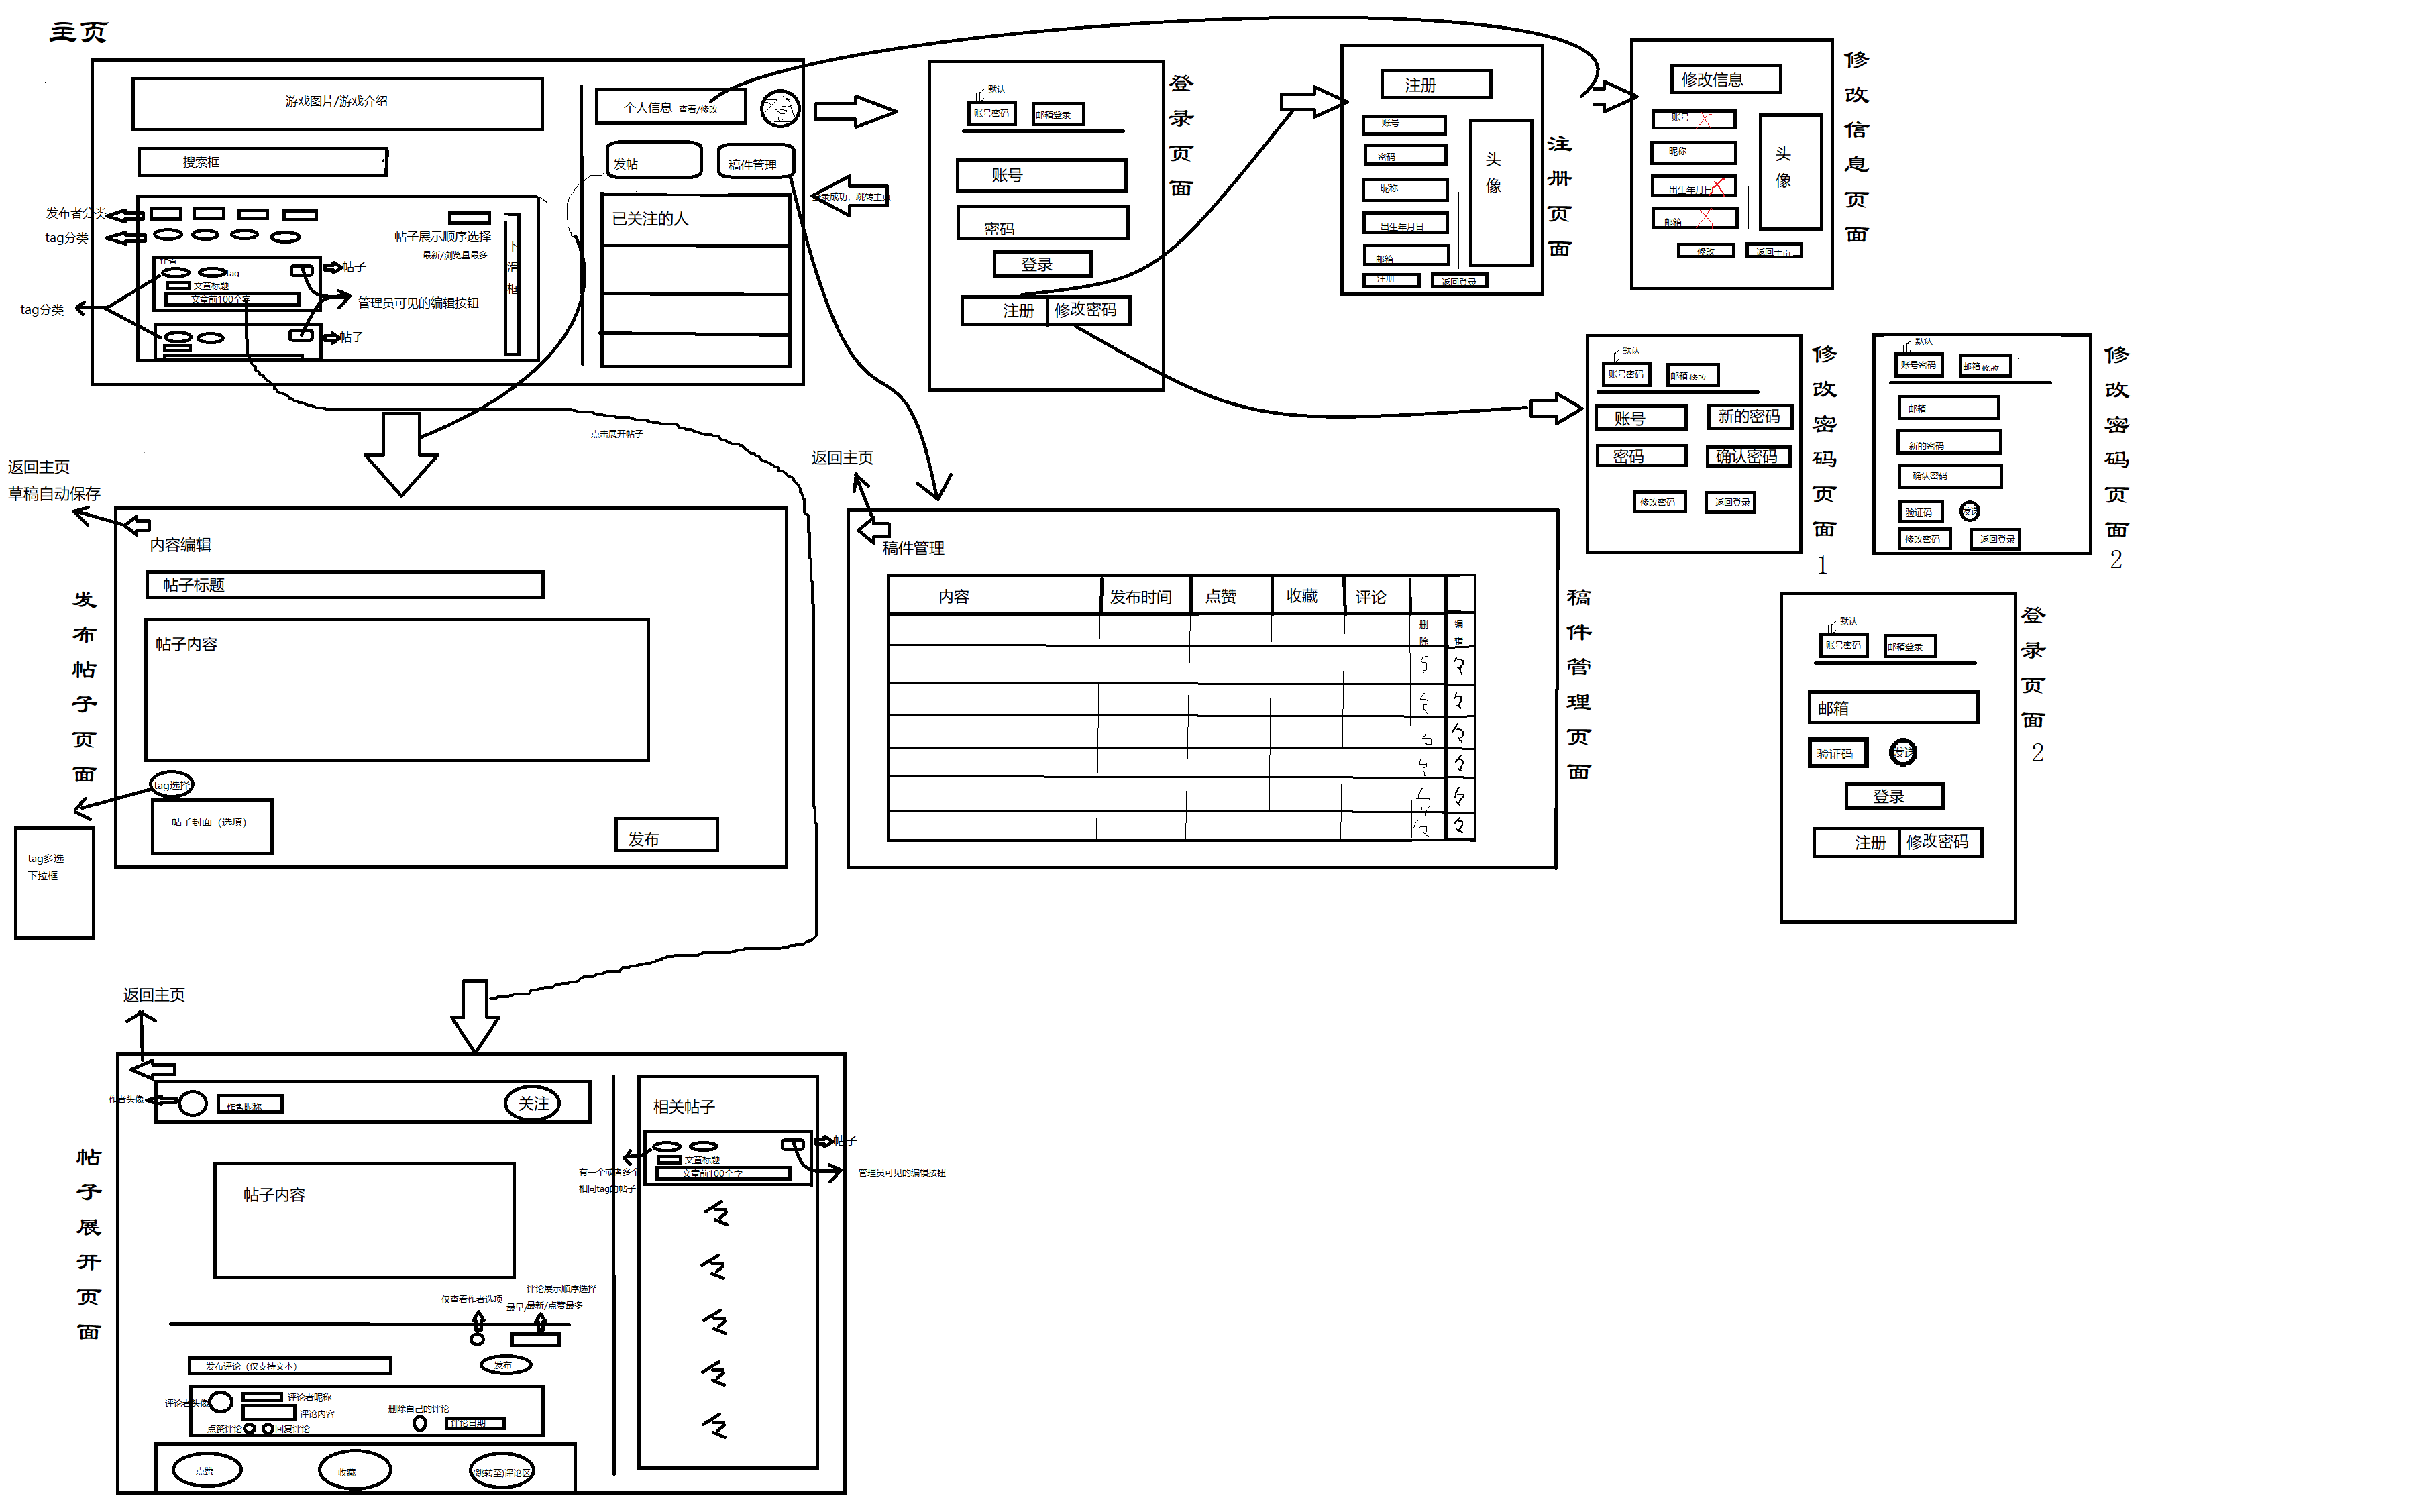 主页
游戏图片/游戏介绍
搜索框
发布者分类
tag分类
帖子展示顺序选择
最新/浏览量最多
下滑框
作者
tag
文章标题
文章前100个字
帖子
tag分类
管理员可见的编辑按钮
帖子
个人信息 查看/修改
发帖
稿件管理
已关注的人
登录成功，跳转主页
点击展开帖子
登录页面
默认
账号密码
邮箱登录
账号
密码
登录
注册
修改密码
注册页面
注册
账号
密码
昵称
出生年月日
邮箱
头像
注册
返回登录
修改信息页面
修改信息
账号
昵称
出生年月日
邮箱
头像
修改
返回主页
修改密码页面1
默认
账号密码
邮箱修改
账号
新的密码
密码
确认密码
修改密码
返回登录
修改密码页面2
默认
账号密码
邮箱修改
邮箱
新的密码
确认密码
验证码
发送
修改密码
返回登录
登录页面2
默认
账号密码
邮箱登录
邮箱
验证码
发送
登录
注册
修改密码
返回主页
草稿自动保存
发布帖子页面
内容编辑
帖子标题
帖子内容
tag选择
帖子封面（选填）
发布
tag多选
下拉框
返回主页
稿件管理页面
稿件管理
内容
发布时间
点赞
收藏
评论
删除
编辑
返回主页
帖子展开页面
作者头像
作者昵称
关注
帖子内容
仅查看作者选项
评论展示顺序选择
最早/最新/点赞最多
发布评论（仅支持文本）
发布
评论者头像
评论者昵称
评论内容
点赞评论
回复评论
删除自己的评论
评论日期
点赞
收藏
(跳转至)评论区
相关帖子
帖子
文章标题
文章前100个字
有一个或者多个
相同tag的帖子
管理员可见的编辑按钮